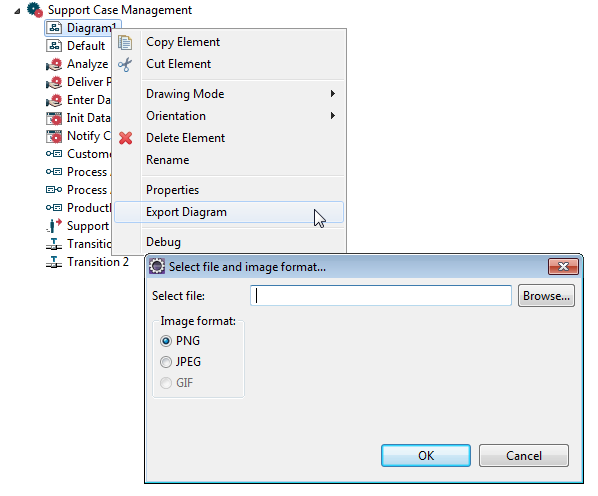 Support Case Management
Diagram1
Default
Analyze
Deliver P
Enter Da
Init Data
Notify C
Custome
Process
Process
Product
Support
Transitio
Transition 2
Copy Element
Cut Element
Drawing Mode
Orientation
Delete Element
Rename
Properties
Export Diagram
Debug
Select file and image format...
Select file:
Browse...
Image format:
PNG
JPEG
GIF
OK
Cancel